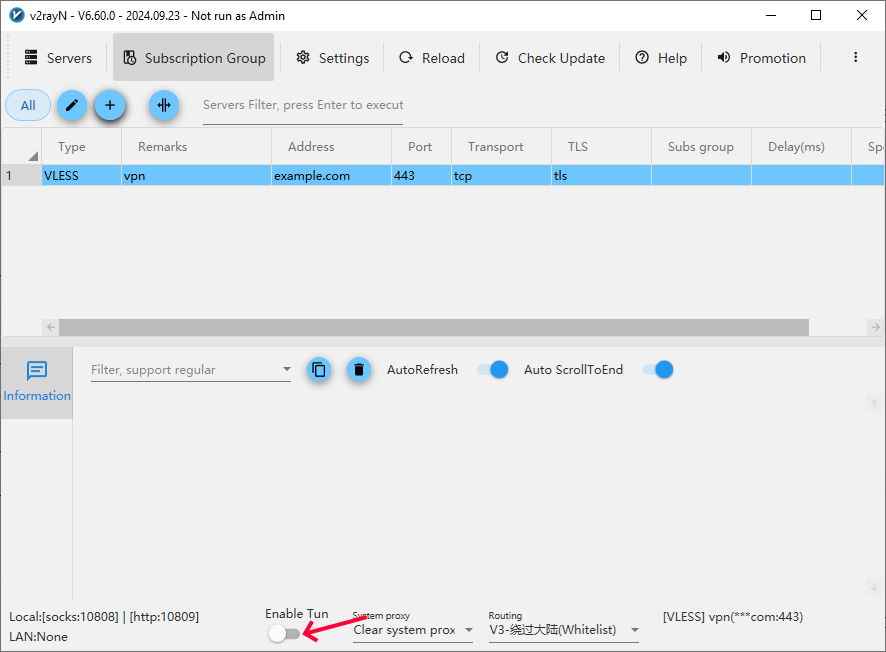 v2rayN - V6.60.0 - 2024.09.23 - Not run as Admin
Servers Subscription Group Settings Reload Check Update Help Promotion
All Servers Filter, press Enter to execut
Type Remarks Address Port Transport TLS Subs group Delay(ms) Spe
1 VLESS vpn example.com 443 tcp tls
Filter, support regular AutoRefresh Auto ScrollToEnd
Information
Enable Tun System proxy Routing
Local:[socks:10808] | [http:10809] Clear system prox V3-绕过大陆(Whitelist) [VLESS] vpn(***com:443)
LAN:None